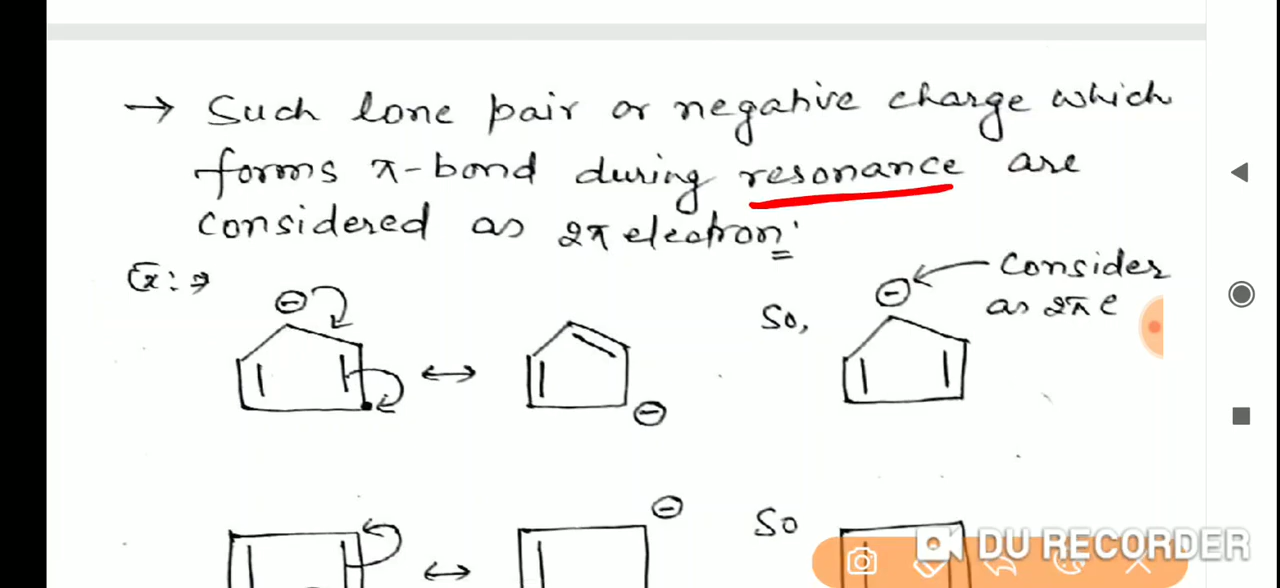 → Such lone pair or negative charge which
forms π-bond during resonance are
considered as 2π electron.
Ex: ⇒
⊖
↔
⊖
So,
⊖
Consider
as 2π e
↔
⊖
So
DU RECORDER